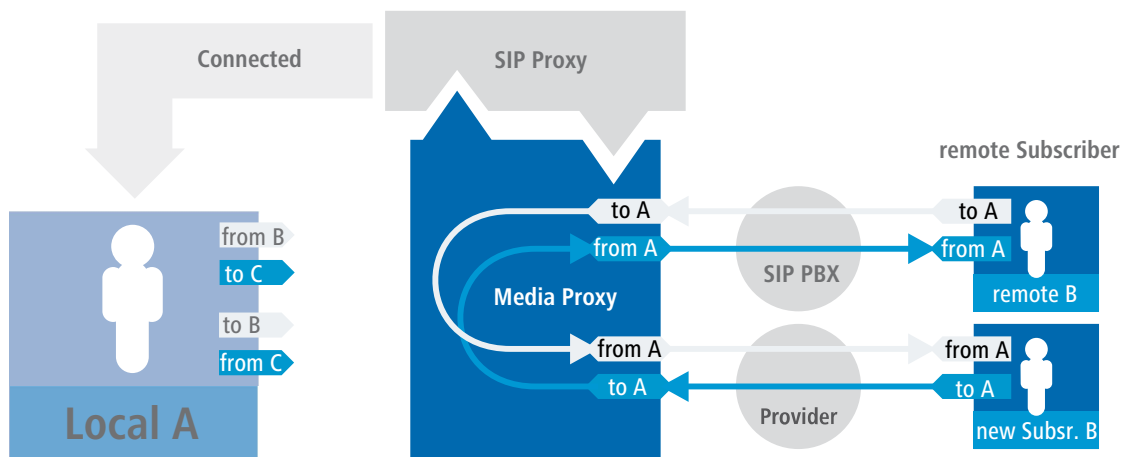 Connected
SIP Proxy
remote Subscriber
from B
to C
to B
from C
Local A
to A
from A
Media Proxy
from A
to A
SIP PBX
Provider
to A
from A
remote B
from A
to A
new Subsr. B